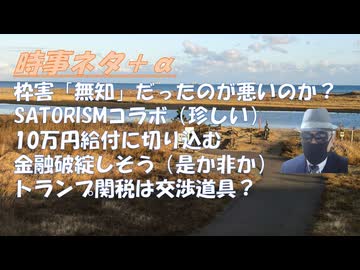 時事ネタ+α
枠害「無知」だったのが悪いのか？
SATORISMコラボ（珍しい）
10万円給付に切り込む
金融破綻しそう（是か非か）
トランプ関税は交渉道具？